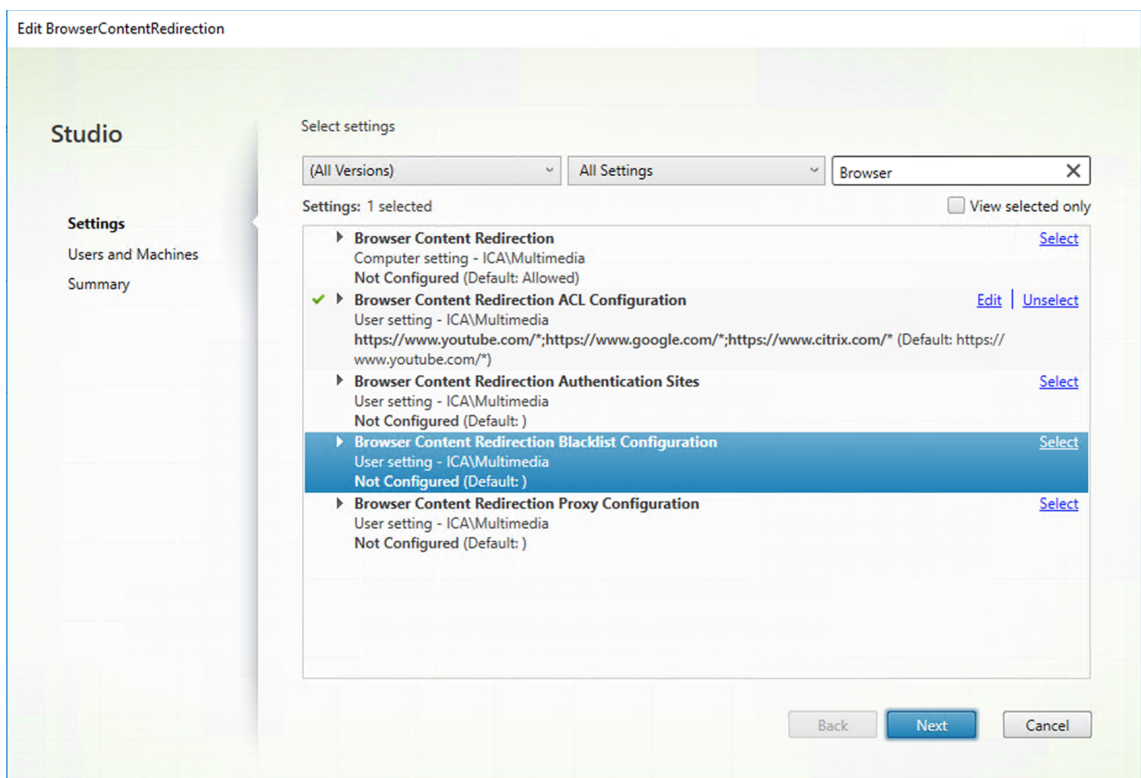 Edit BrowserContentRedirection
Studio
Settings
Users and Machines
Summary
Select settings
(All Versions)
All Settings
Browser
Settings: 1 selected
View selected only
Browser Content Redirection
Select
Computer setting - ICA\Multimedia
Not Configured (Default: Allowed)
Browser Content Redirection ACL Configuration
Edit | Unselect
User setting - ICA\Multimedia
https://www.youtube.com/*;https://www.google.com/*;https://www.citrix.com/* (Default: https://
www.youtube.com/*)
Browser Content Redirection Authentication Sites
Select
User setting - ICA\Multimedia
Not Configured (Default: )
Browser Content Redirection Blacklist Configuration
Select
User setting - ICA\Multimedia
Not Configured (Default: )
Browser Content Redirection Proxy Configuration
Select
User setting - ICA\Multimedia
Not Configured (Default: )
Back
Next
Cancel